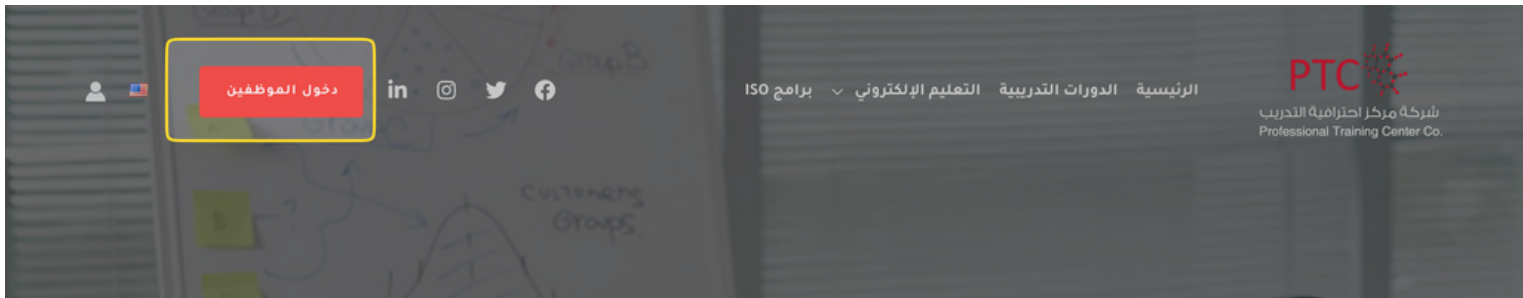 PTC
شركة مركز احترافية التدريب
Professional Training Center Co.
الرئيسية الدورات التدريبية التعليم الإلكتروني برامج ISO
دخول الموظفين
Group B
Group C
Customers
Groups